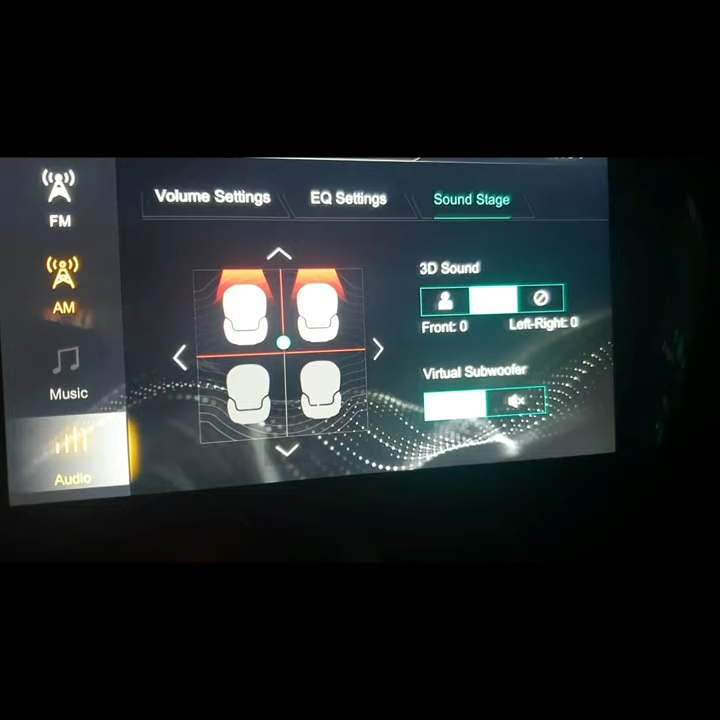 FM
AM
Music
Audio
Volume Settings
EQ Settings
Sound Stage
3D Sound
Front: 0
Left-Right: 0
Virtual Subwoofer